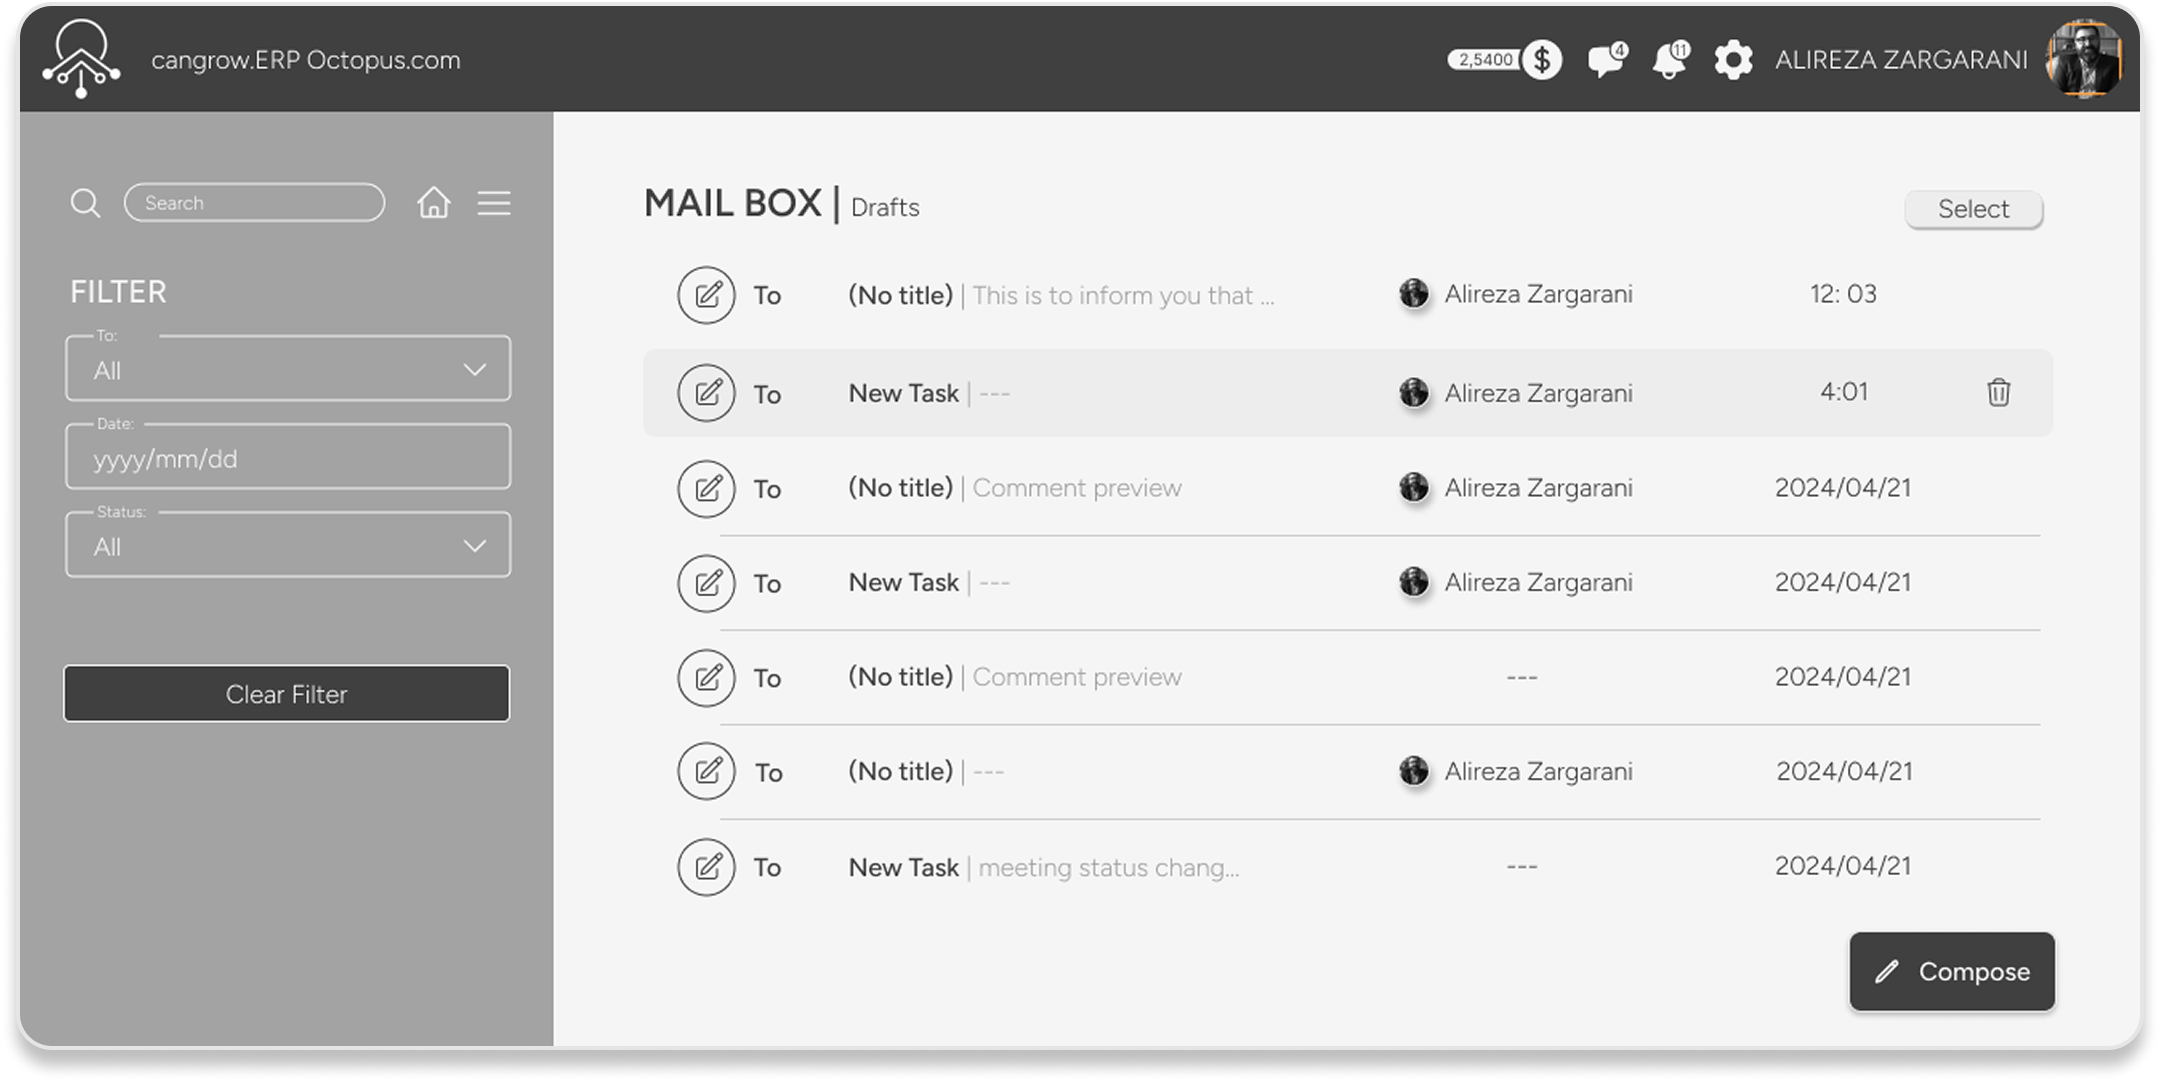 cangrow.ERP Octopus.com
2,5400
$
4
11
ALIREZA ZARGARANI
Search
FILTER
To:
All
Date:
yyyy/mm/dd
Status:
All
Clear Filter
MAIL BOX | Drafts
Select
To (No title) | This is to inform you that ... Alireza Zargarani 12: 03
To New Task | --- Alireza Zargarani 4:01
To (No title) | Comment preview Alireza Zargarani 2024/04/21
To New Task | --- Alireza Zargarani 2024/04/21
To (No title) | Comment preview --- 2024/04/21
To (No title) | --- Alireza Zargarani 2024/04/21
To New Task | meeting status chang... --- 2024/04/21
Compose